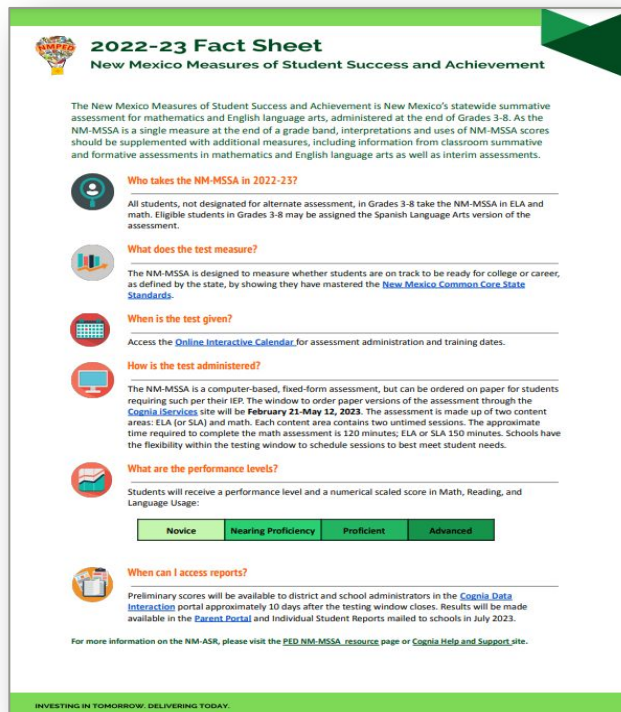 NMPED
2022-23 Fact Sheet
New Mexico Measures of Student Success and Achievement
The New Mexico Measures of Student Success and Achievement is New Mexico's statewide summative
assessment for mathematics and English language arts, administered at the end of Grades 3-8. As the
NM-MSSA is a single measure at the end of a grade band, interpretations and uses of NM-MSSA scores
should be supplemented with additional measures, including information from classroom summative
and formative assessments in mathematics and English language arts as well as interim assessments.
Who takes the NM-MSSA in 2022-23?
All students, not designated for alternate assessment, in Grades 3-8 take the NM-MSSA in ELA and
math. Eligible students in Grades 3-8 may be assigned the Spanish Language Arts version of the
assessment.
What does the test measure?
The NM-MSSA is designed to measure whether students are on track to be ready for college or career,
as defined by the state, by showing they have mastered the New Mexico Common Core State
Standards.
When is the test given?
Access the Online Interactive Calendar for assessment administration and training dates.
How is the test administered?
The NM-MSSA is a computer-based, fixed-form assessment, but can be ordered on paper for students
requiring such per their IEP. The window to order paper versions of the assessment through the
Cognia iServices site will be February 21-May 12, 2023. The assessment is made up of two content
areas: ELA (or SLA) and math. Each content area contains two untimed sessions. The approximate
time required to complete the math assessment is 120 minutes; ELA or SLA 150 minutes. Schools have
the flexibility within the testing window to schedule sessions to best meet student needs.
What are the performance levels?
Students will receive a performance level and a numerical scaled score in Math, Reading, and
Language Usage:
Novice Nearing Proficiency Proficient Advanced
When can I access reports?
Preliminary scores will be available to district and school administrators in the Cognia Data
Interaction portal approximately 10 days after the testing window closes. Results will be made
available in the Parent Portal and Individual Student Reports mailed to schools in July 2023.
For more information on the NM-ASR, please visit the PED NM-MSSA resource page or Cognia Help and Support site.
INVESTING IN TOMORROW. DELIVERING TODAY.